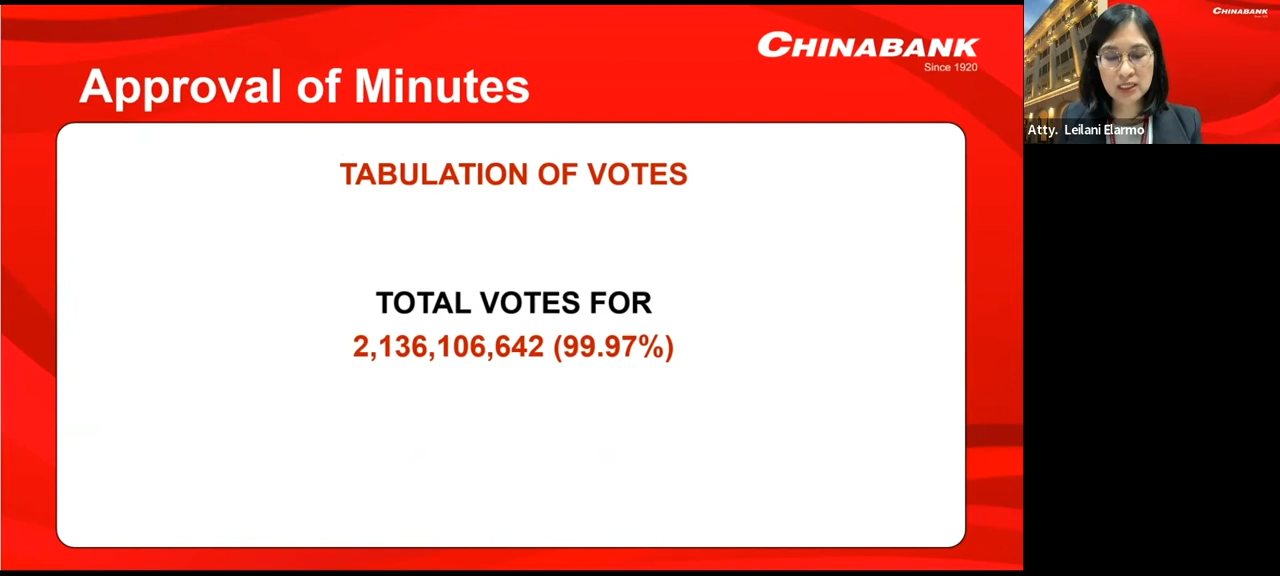 CHINABANK
Since 1920
Approval of Minutes
TABULATION OF VOTES
TOTAL VOTES FOR
2,136,106,642 (99.97%)
CHINABANK
Atty. Leilani Elarmo